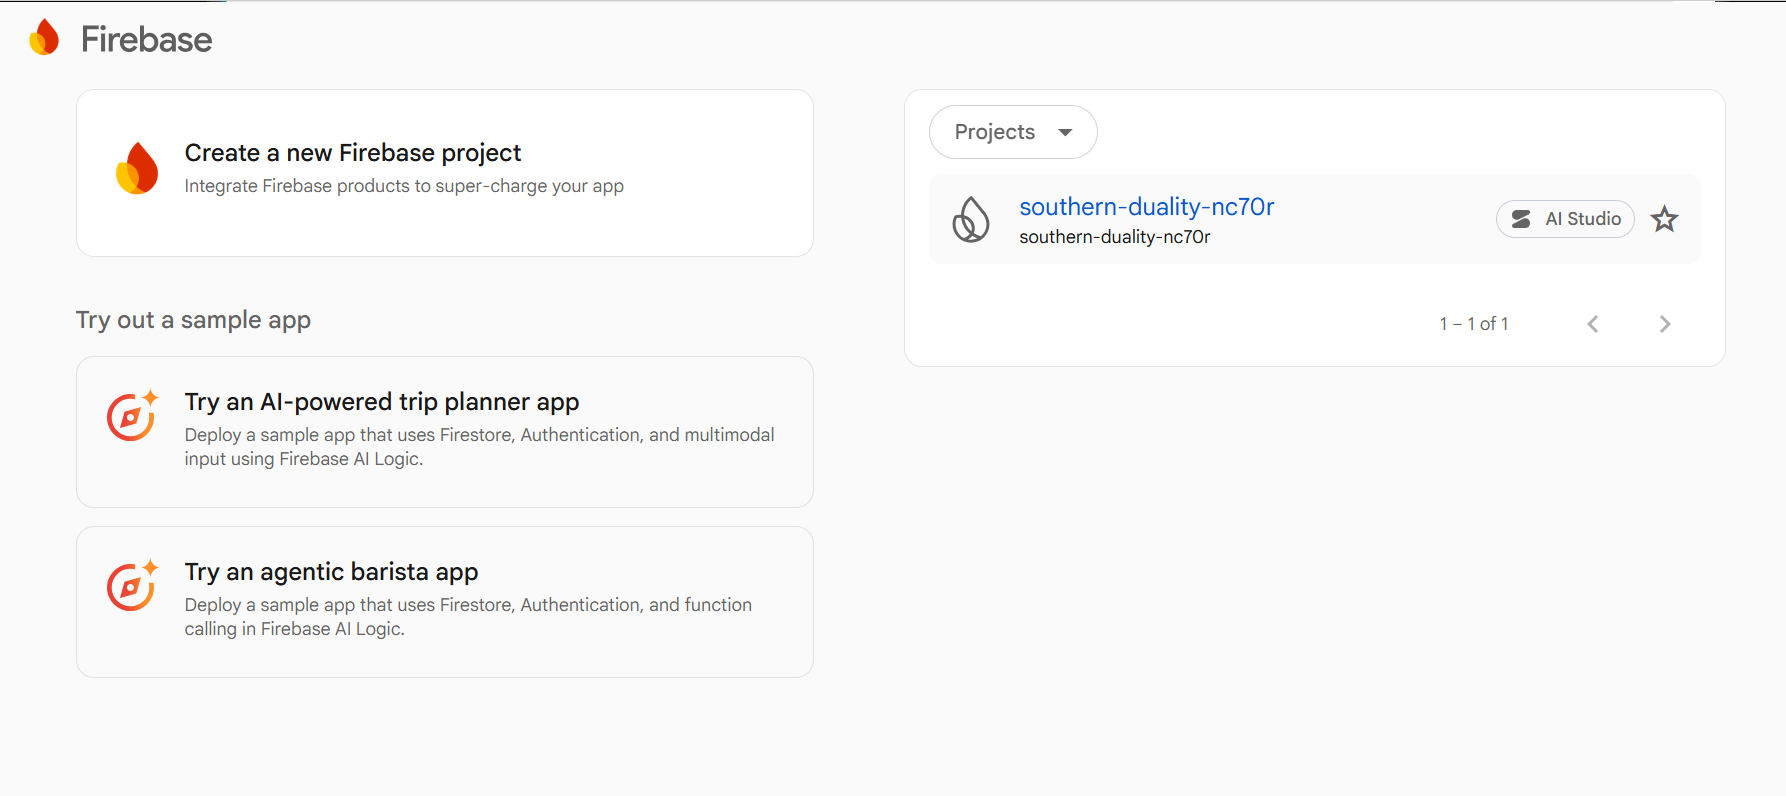 Firebase
Create a new Firebase project
Integrate Firebase products to super-charge your app
Try out a sample app
Try an AI-powered trip planner app
Deploy a sample app that uses Firestore, Authentication, and multimodal
input using Firebase AI Logic.
Try an agentic barista app
Deploy a sample app that uses Firestore, Authentication, and function
calling in Firebase AI Logic.
Projects
southern-duality-nc70r
southern-duality-nc70r
AI Studio
1 – 1 of 1